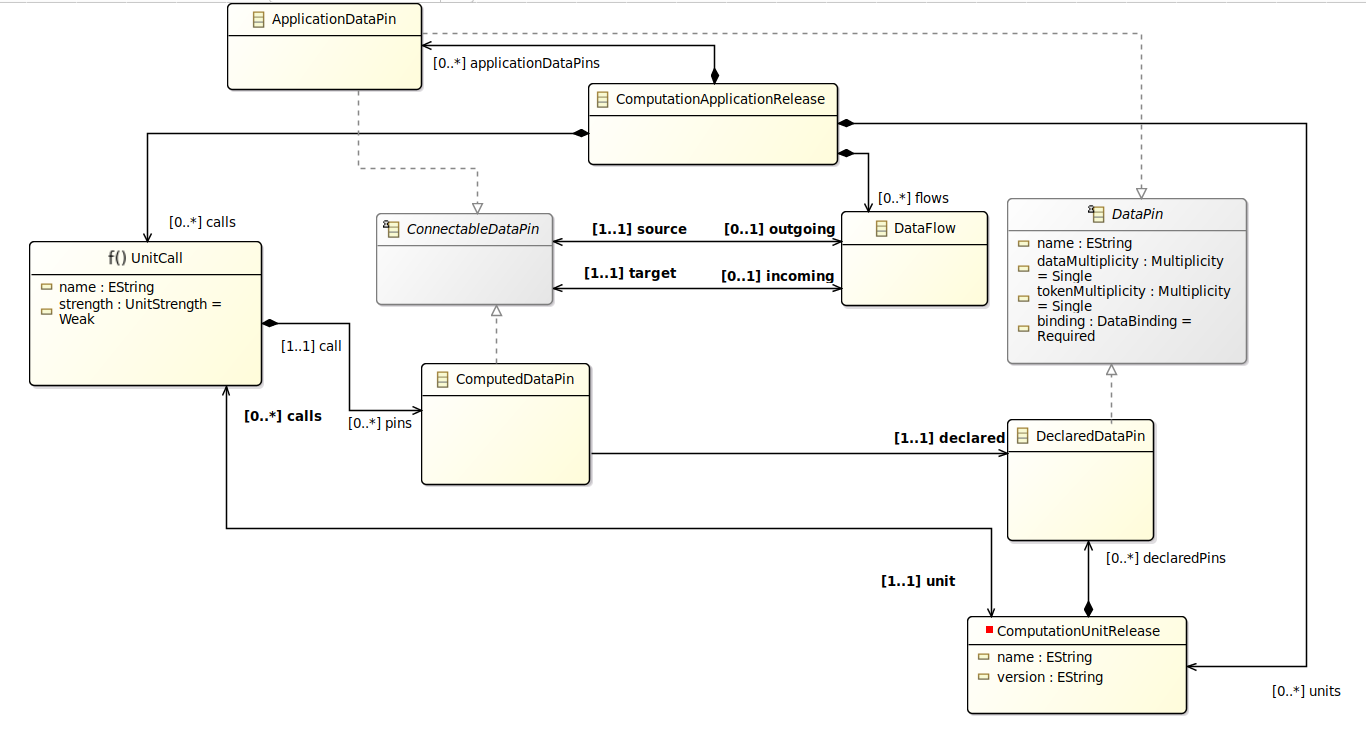 ApplicationDataPin
[0..*] applicationDataPins
ComputationApplicationRelease
[0..*] calls
[0..*] flows
ConnectableDataPin
[1..1] source
[0..1] outgoing
[1..1] target
[0..1] incoming
DataFlow
DataPin
name : EString
dataMultiplicity : Multiplicity
= Single
tokenMultiplicity : Multiplicity
= Single
binding : DataBinding =
Required
f() UnitCall
name : EString
strength : UnitStrength =
Weak
[1..1] call
[0..*] pins
ComputedDataPin
[0..*] calls
[1..1] declared
DeclaredDataPin
[0..*] declaredPins
[1..1] unit
ComputationUnitRelease
name : EString
version : EString
[0..*] units